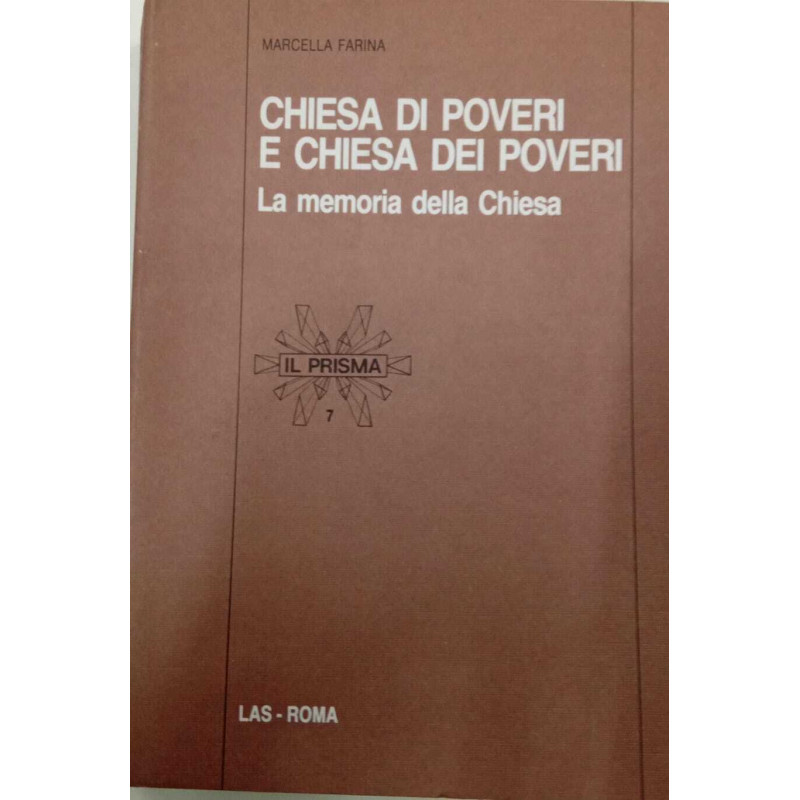 MARCELLA FARINA
CHIESA DI POVERI
E CHIESA DEI POVERI
La memoria della Chiesa
IL PRISMA
7
LAS - ROMA